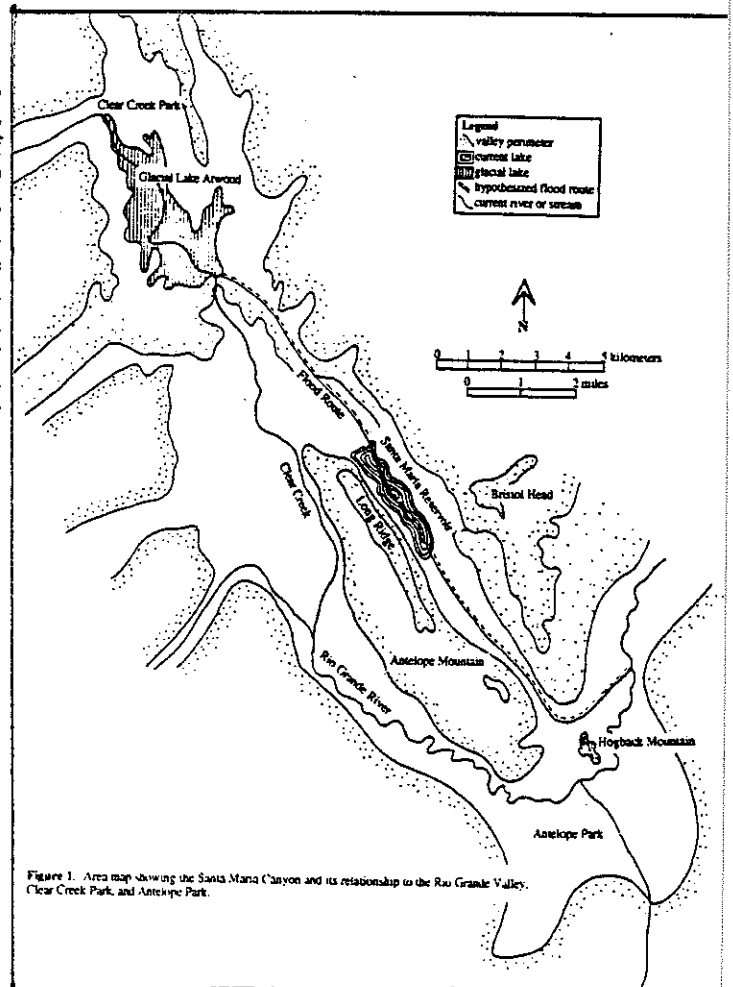 Clear Creek Park
Glacial Lake Atwood
Legend
valley perimeter
current lake
glacial lake
hypothesized flood route
current river or stream
N
0 1 2 3 4 5 kilometers
0 1 2 miles
Flood Route
Santa Maria Reservoir
Bristol Head
Clear Creek
Long Ridge
Antelope Mountain
Rio Grande River
Hogback Mountain
Antelope Park
Figure 1. Area map showing the Santa Maria Canyon and its relationship to the Rio Grande Valley,
Clear Creek Park, and Antelope Park.